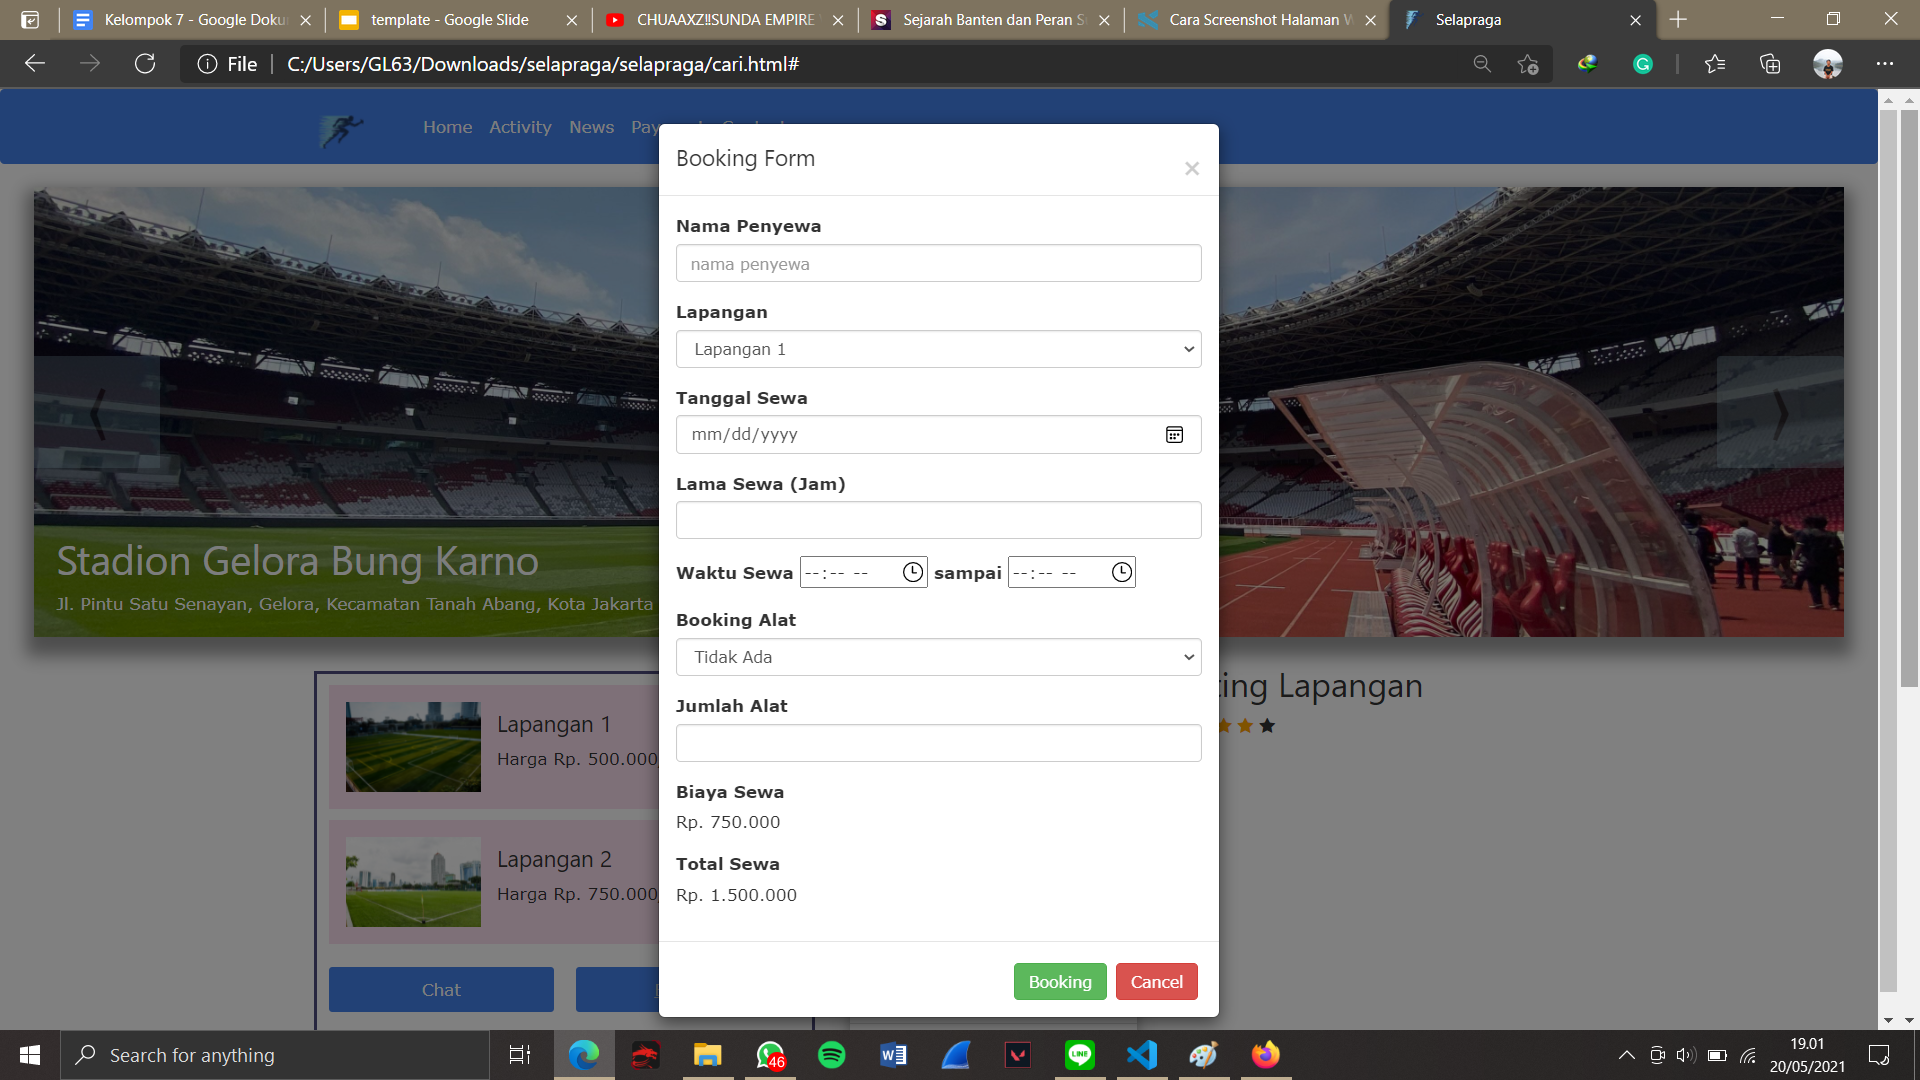 Kelompok 7 - Google Doku
template - Google Slide
CHUAAXZ!!SUNDA EMPIRE
Sejarah Banten dan Peran S
Cara Screenshot Halaman W
Selapraga
File
C:/Users/GL63/Downloads/selapraga/selapraga/cari.html#
Home Activity News Pay
Booking Form
×
Nama Penyewa
nama penyewa
Lapangan
Lapangan 1
Tanggal Sewa
mm/dd/yyyy
Lama Sewa (Jam)
Waktu Sewa --:-- -- sampai --:-- --
Booking Alat
Tidak Ada
Jumlah Alat
Biaya Sewa
Rp. 750.000
Total Sewa
Rp. 1.500.000
Booking Cancel
Stadion Gelora Bung Karno
Jl. Pintu Satu Senayan, Gelora, Kecamatan Tanah Abang, Kota Jakarta
Lapangan 1
Harga Rp. 500.000
Lapangan 2
Harga Rp. 750.000
Chat
ting Lapangan
Search for anything
46
LINE
19.01
20/05/2021